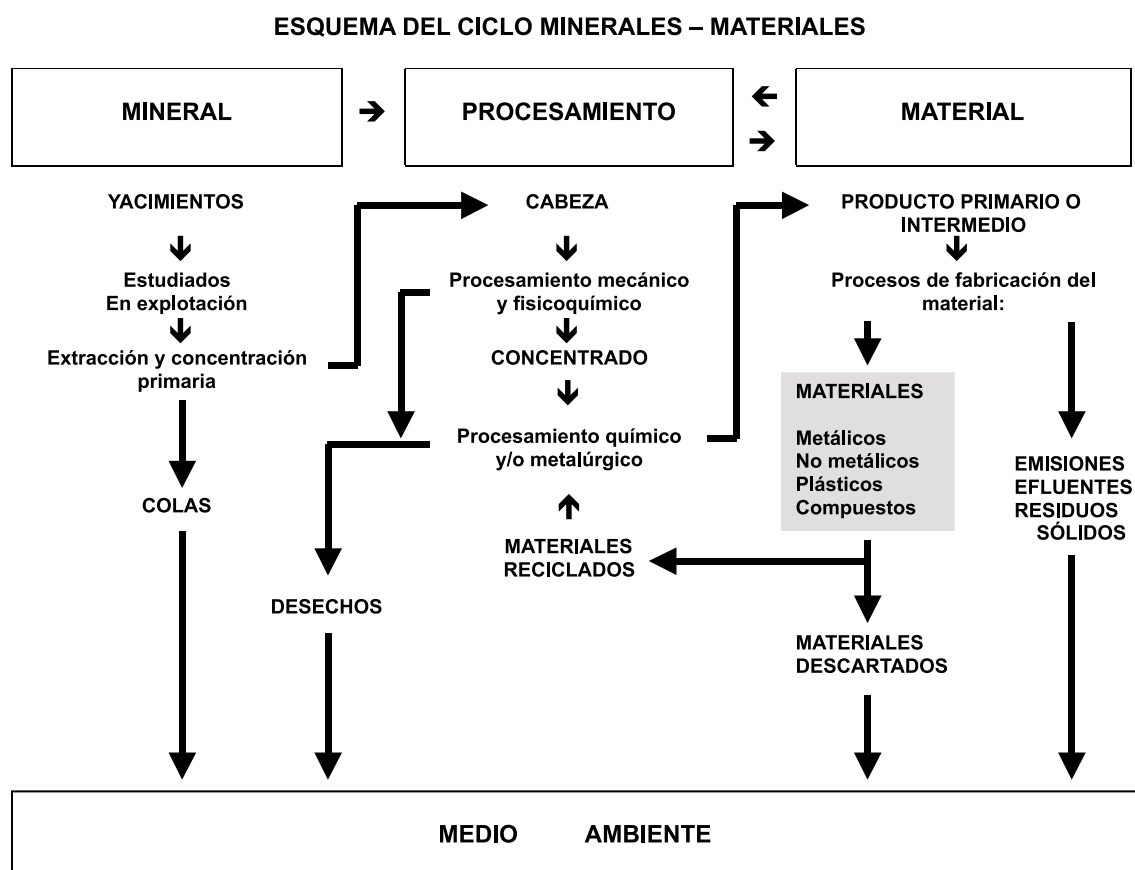 ESQUEMA DEL CICLO MINERALES – MATERIALES
MINERAL
PROCESAMIENTO
MATERIAL
YACIMIENTOS
Estudiados
En explotación
Extracción y concentración
primaria
COLAS
DESECHOS
CABEZA
Procesamiento mecánico
y fisicoquímico
CONCENTRADO
Procesamiento químico
y/o metalúrgico
MATERIALES
RECICLADOS
PRODUCTO PRIMARIO O
INTERMEDIO
Procesos de fabricación del
material:
MATERIALES
Metálicos
No metálicos
Plásticos
Compuestos
EMISIONES
EFLUENTES
RESIDUOS
SÓLIDOS
MATERIALES
DESCARTADOS
MEDIO AMBIENTE